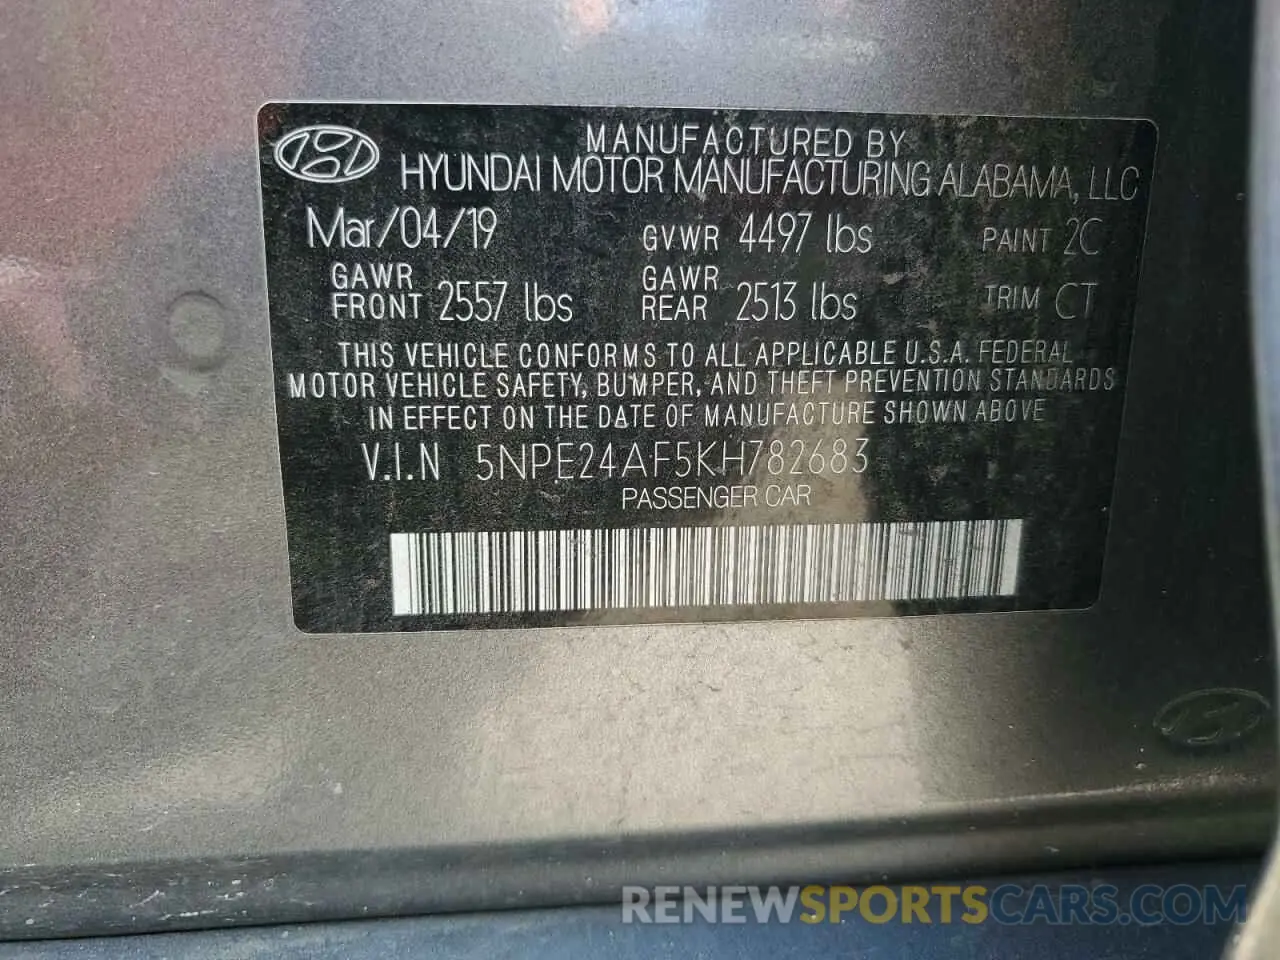 MANUFACTURED BY
HYUNDAI MOTOR MANUFACTURING ALABAMA, LLC
Mar/04/19 GVWR 4497 lbs PAINT 2C
GAWR FRONT 2557 lbs GAWR REAR 2513 lbs TRIM CT
THIS VEHICLE CONFORMS TO ALL APPLICABLE U.S.A. FEDERAL
MOTOR VEHICLE SAFETY, BUMPER, AND THEFT PREVENTION STANDARDS
IN EFFECT ON THE DATE OF MANUFACTURE SHOWN ABOVE
V.I.N 5NPE24AF5KH782683
PASSENGER CAR
RENEWSPORTSCARS.COM